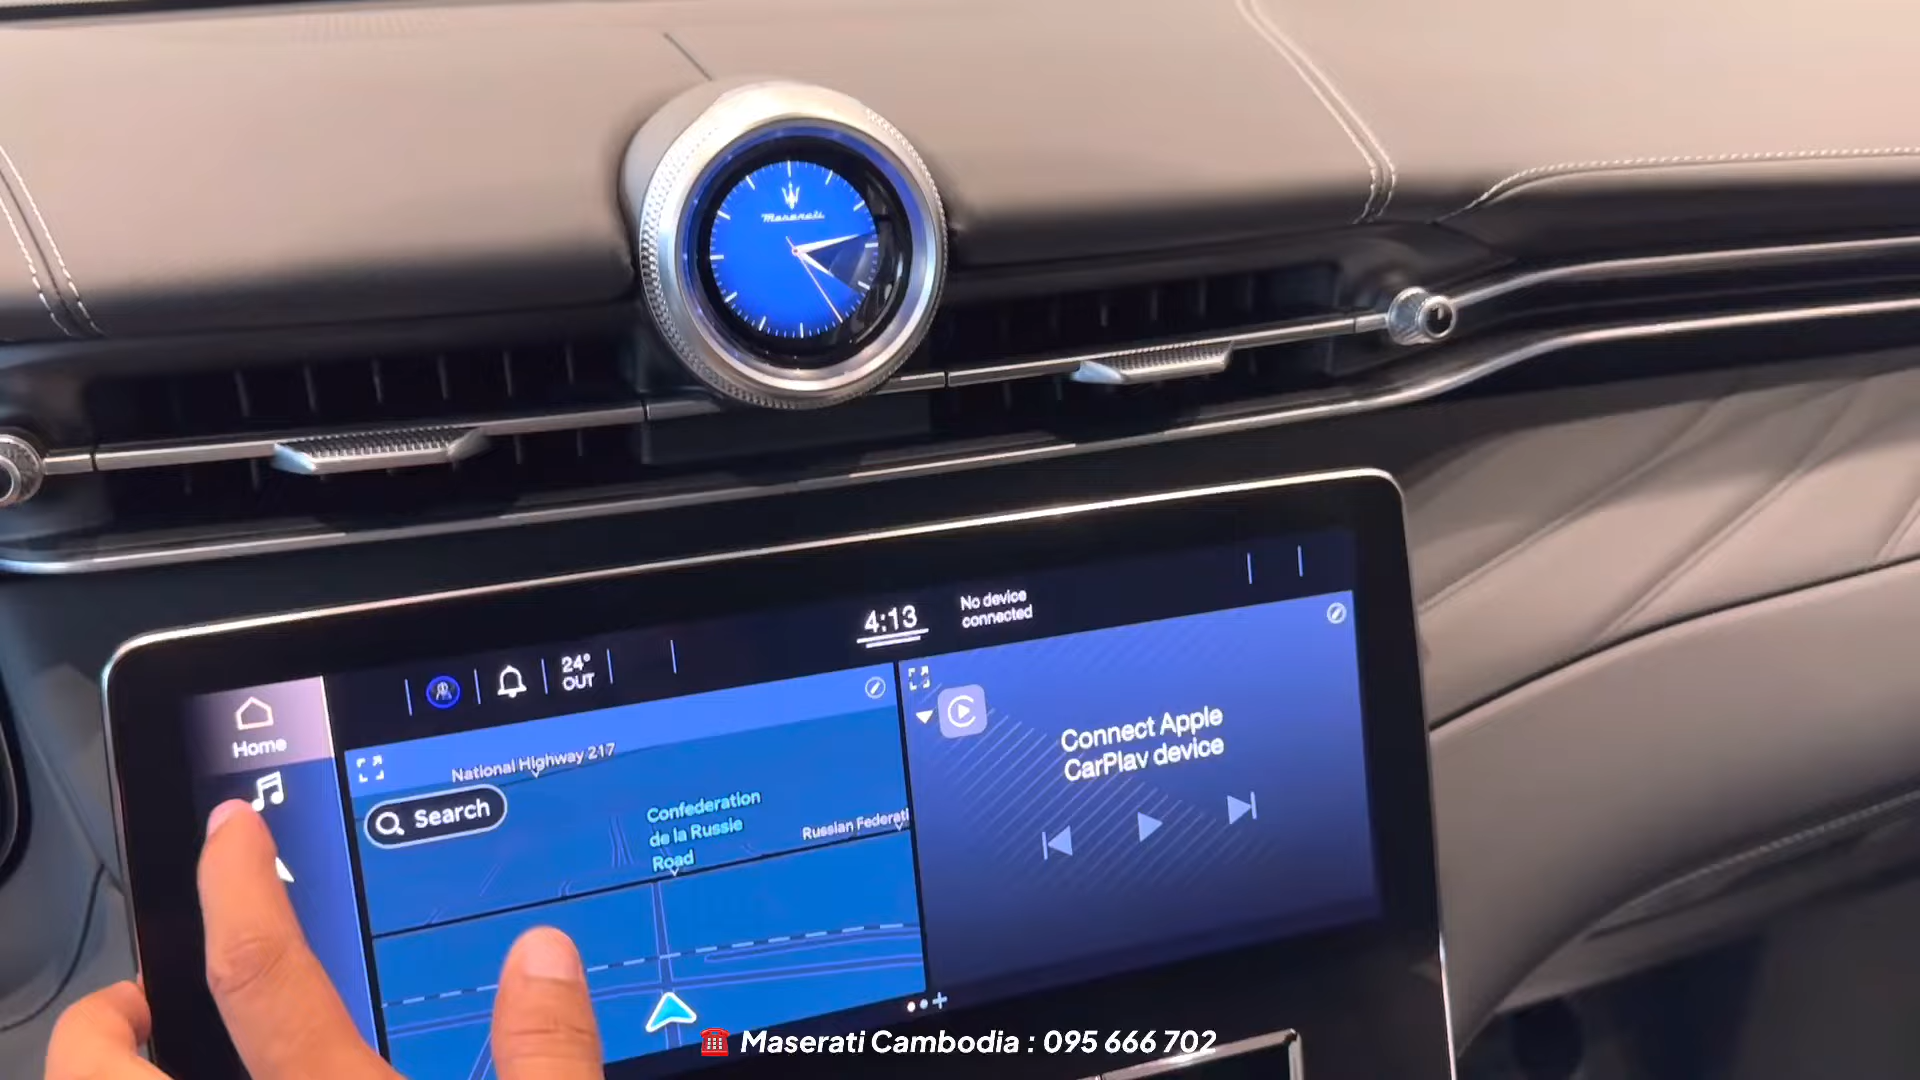 Maserati
4:13
No device
connected
24°
OUT
Home
National Highway 217
Search
Confederation
de la Russie
Road
Russian Federati
Connect Apple
CarPlay device
☎ Maserati Cambodia : 095 666 702